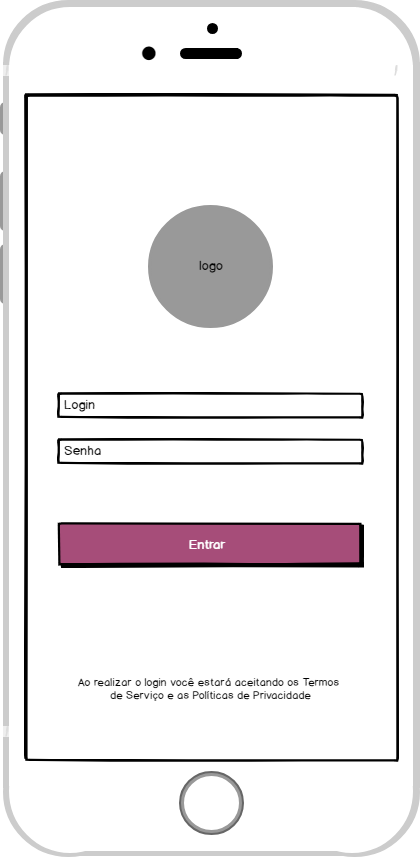 logo
Login
Senha
Entrar
Ao realizar o login você estará aceitando os Termos
de Serviço e as Políticas de Privacidade